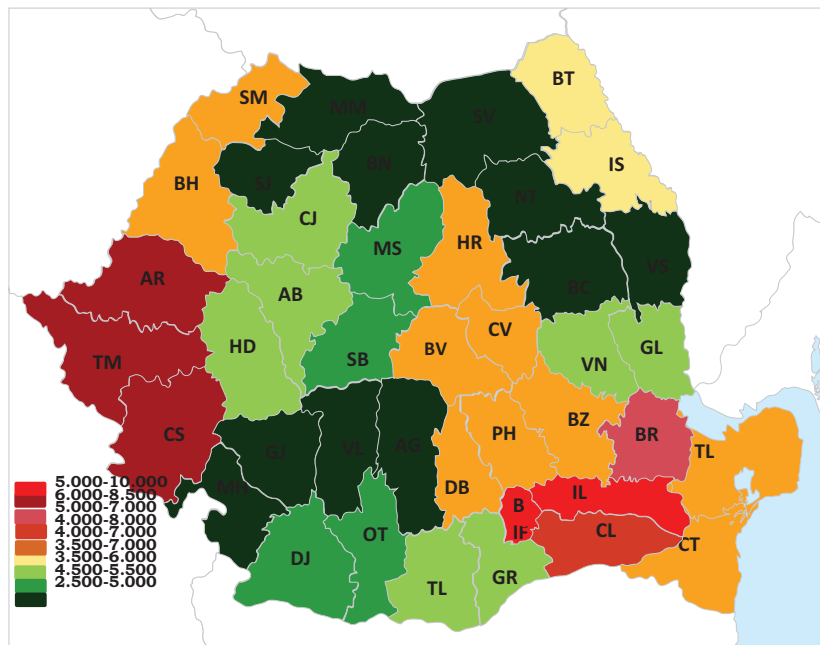 BT
SM
MM
SV
IS
BN
SJ
BH
NT
CJ
HR
MS
VS
AR
BC
AB
CV
HD
GL
BV
TM
SB
VN
BZ
CS
PH
BR
AG
VL
GJ
TL
5.000-10.000
6.000-8.500
5.000-7.000
4.000-8.000
4.000-7.000
3.500-7.000
3.500-6.000
4.500-5.500
2.500-5.000
MH
DB
IL
B
IF
CL
OT
CT
DJ
GR
TL